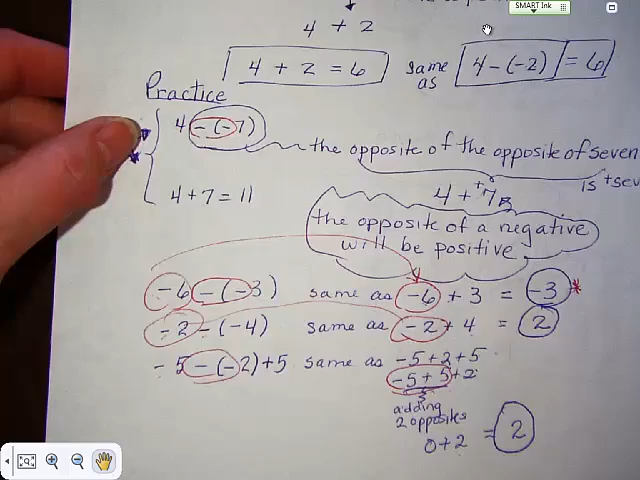 SMART Ink
4 + 2
4 + 2 = 6 same as 4 - (-2) = 6
Practice
4 - (-7)
the opposite of the opposite of seven
is +sev
4 + +7
4 + 7 = 11
the opposite of a negative
will be positive
-6 - (-3) same as -6 + 3 = -3 *
-2 - (-4) same as -2 + 4 = 2
-5 - (-2) + 5 same as -5 + 2 + 5
-5 + 5 + 2
adding
2 opposites
0 + 2 = 2